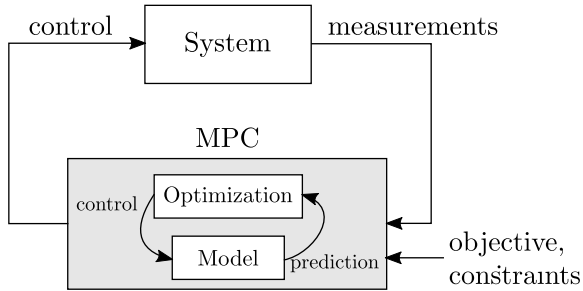 control
System
measurements
MPC
control
Optimization
Model
prediction
objective,
constraints